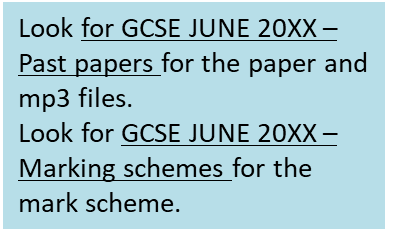 Look for GCSE JUNE 20XX –
Past papers for the paper and
mp3 files.
Look for GCSE JUNE 20XX –
Marking schemes for the
mark scheme.